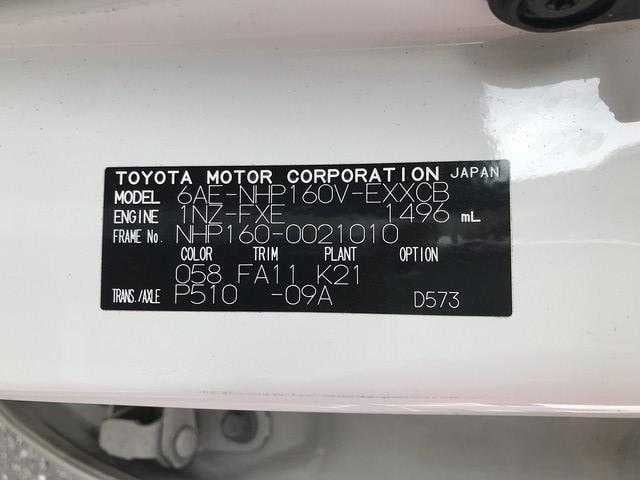 TOYOTA MOTOR CORPORATION JAPAN
MODEL 6AE-NHP160V-EXXCB
ENGINE 1NZ-FXE 1496 mL
FRAME No. NHP160-0021010
COLOR TRIM PLANT OPTION
058 FA11 K21
TRANS./AXLE P510 -09A D573